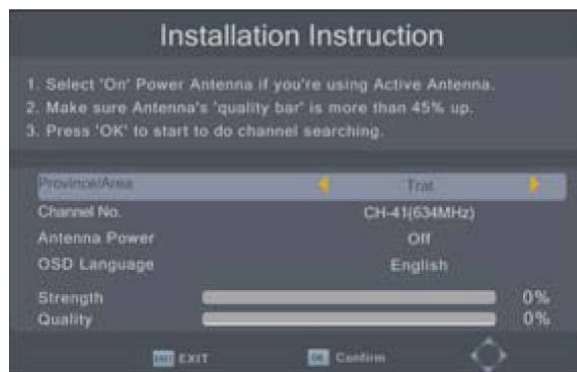 Installation Instruction
1. Select 'On' Power Antenna if you're using Active Antenna.
2. Make sure Antenna's 'quality bar' is more than 45% up.
3. Press 'OK' to start to do channel searching.
Province/Area Trat
Channel No. CH-41(634MHz)
Antenna Power Off
OSD Language English
Strength 0%
Quality 0%
EXIT EXIT OK Confirm